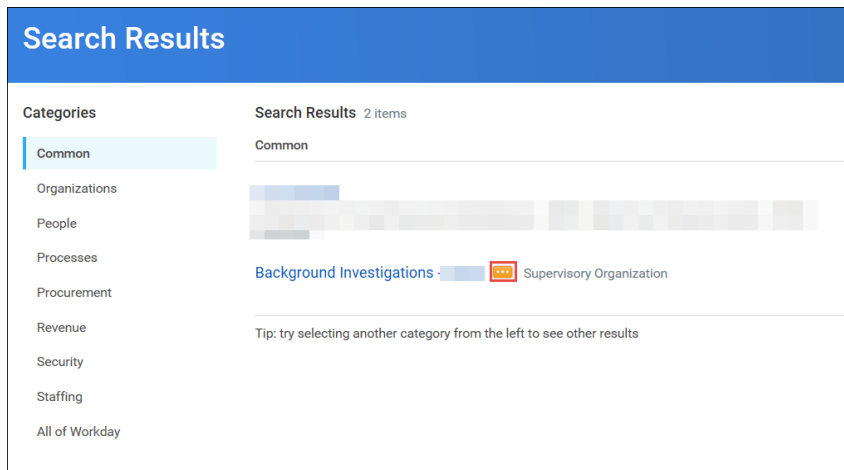 Search Results
Categories
Common
Organizations
People
Processes
Procurement
Revenue
Security
Staffing
All of Workday
Search Results 2 items
Common
Background Investigations - Supervisory Organization
Tip: try selecting another category from the left to see other results